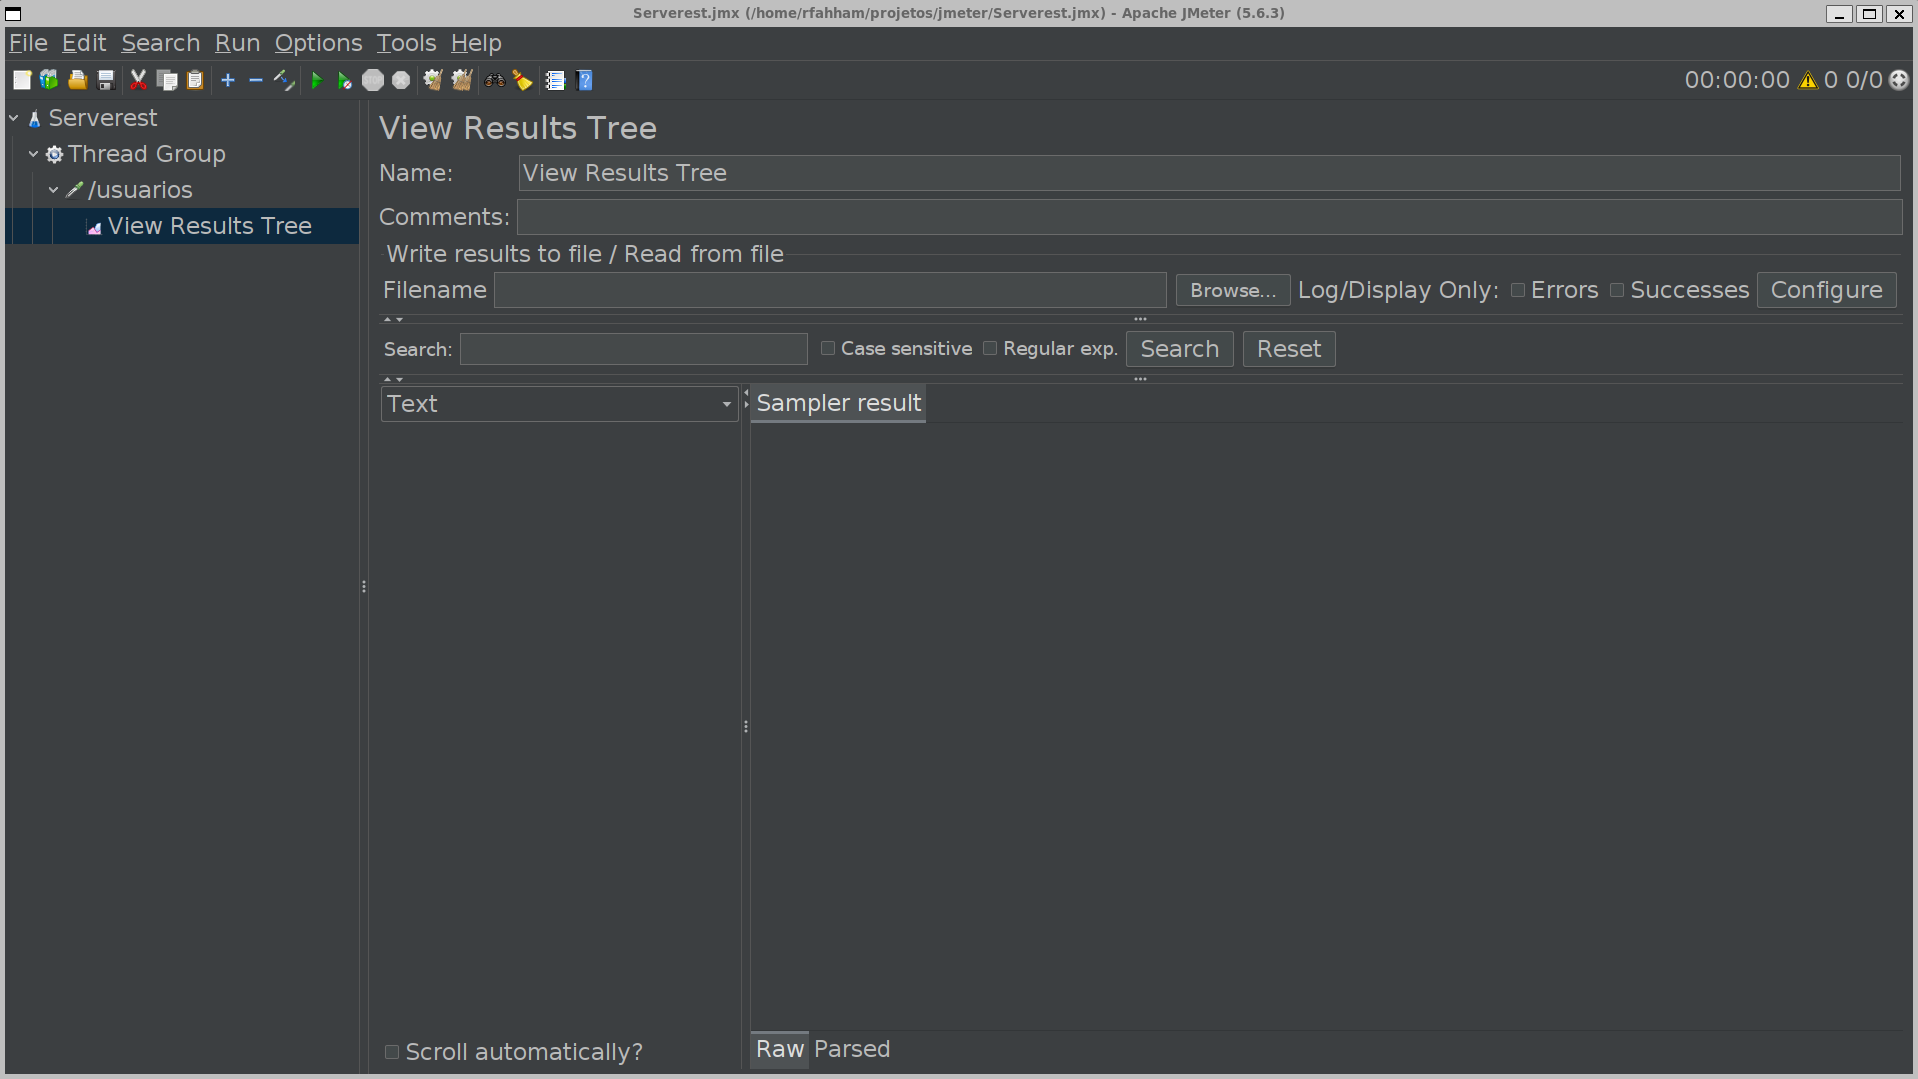 Serverest.jmx (/home/rfahham/projetos/jmeter/Serverest.jmx) - Apache JMeter (5.6.3)
File Edit Search Run Options Tools Help
00:00:00 0 0/0
Serverest
Thread Group
/usuarios
View Results Tree
View Results Tree
Name: View Results Tree
Comments:
Write results to file / Read from file
Filename Browse... Log/Display Only: Errors Successes Configure
Search: Case sensitive Regular exp. Search Reset
Text Sampler result
Scroll automatically? Raw Parsed